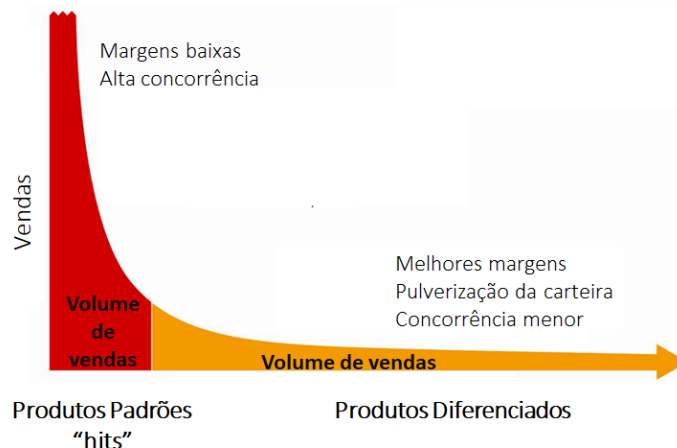 Margens baixas
Alta concorrência
Vendas
Melhores margens
Pulverização da carteira
Concorrência menor
Volume
de
vendas
Volume de vendas
Produtos Padrões
“hits”
Produtos Diferenciados